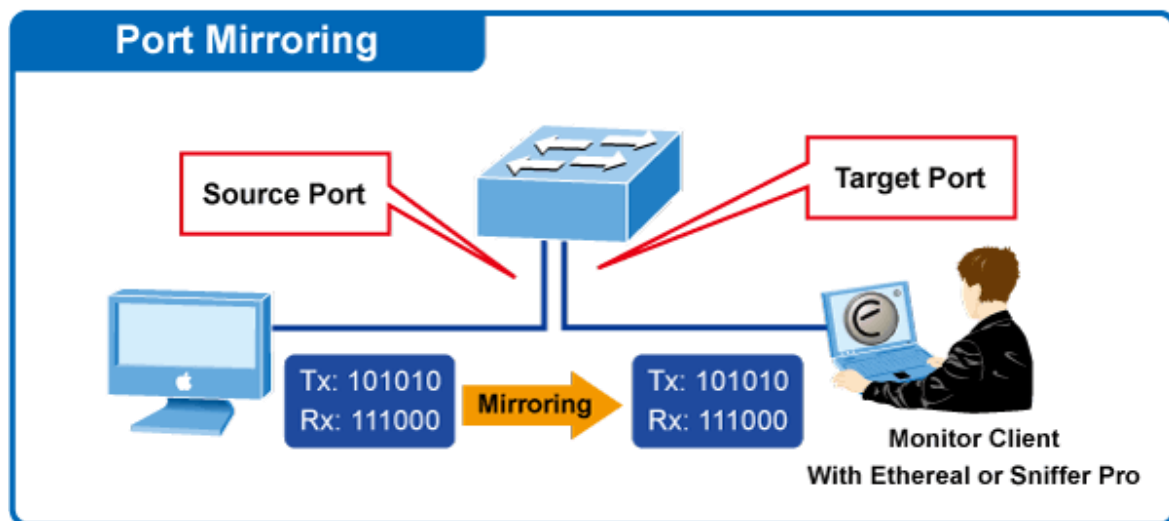 Port Mirroring
Source Port
Target Port
Tx: 101010
Rx: 111000
Mirroring
Tx: 101010
Rx: 111000
Monitor Client
With Ethereal or Sniffer Pro